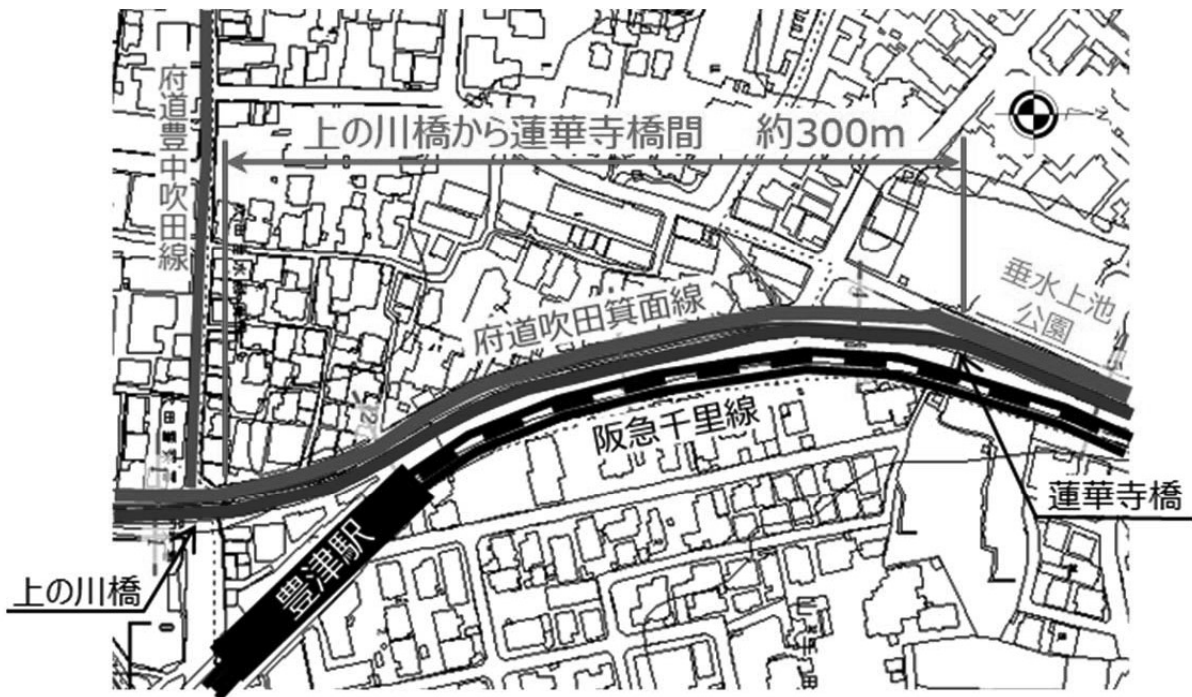 府道豊中吹田線
上の川橋から蓮華寺橋間 約300m
府道吹田箕面線
垂水上池
公園
阪急千里線
蓮華寺橋
豊津駅
上の川橋